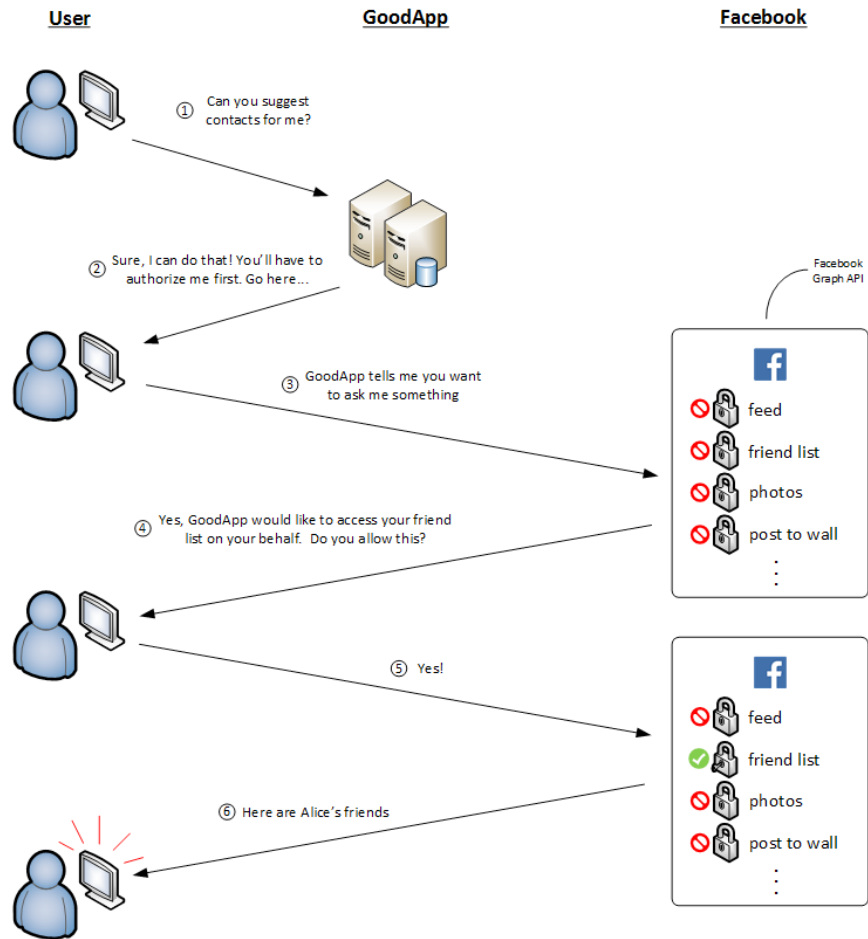 User
GoodApp
Facebook
① Can you suggest
contacts for me?
② Sure, I can do that! You'll have to
authorize me first. Go here...
Facebook
Graph API
③ GoodApp tells me you want
to ask me something
f
feed
friend list
photos
post to wall
④ Yes, GoodApp would like to access your friend
list on your behalf. Do you allow this?
⑤ Yes!
f
feed
friend list
photos
post to wall
⑥ Here are Alice's friends